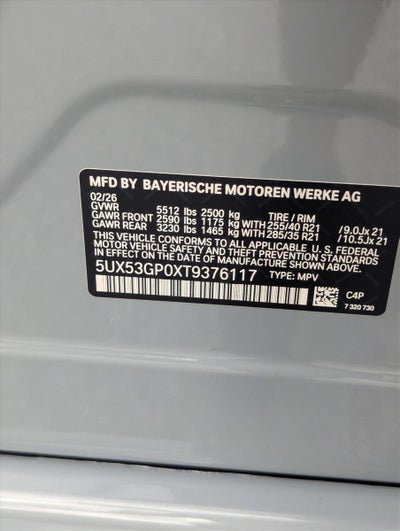 MFD BY BAYERISCHE MOTOREN WERKE AG
02/26
GVWR 5512 lbs 2500 kg TIRE / RIM
GAWR FRONT 2590 lbs 1175 kg WITH 255/40 R21 /9.0Jx 21
GAWR REAR 3230 lbs 1465 kg WITH 285/35 R21 /10.5Jx 21
THIS VEHICLE CONFORMS TO ALL APPLICABLE U. S. FEDERAL
MOTOR VEHICLE SAFETY AND THEFT PREVENTION STANDARDS
IN EFFECT ON THE DATE OF MANUFACTURE SHOWN ABOVE.
5UX53GP0XT9376117 TYPE: MPV
C4P
7 320 730